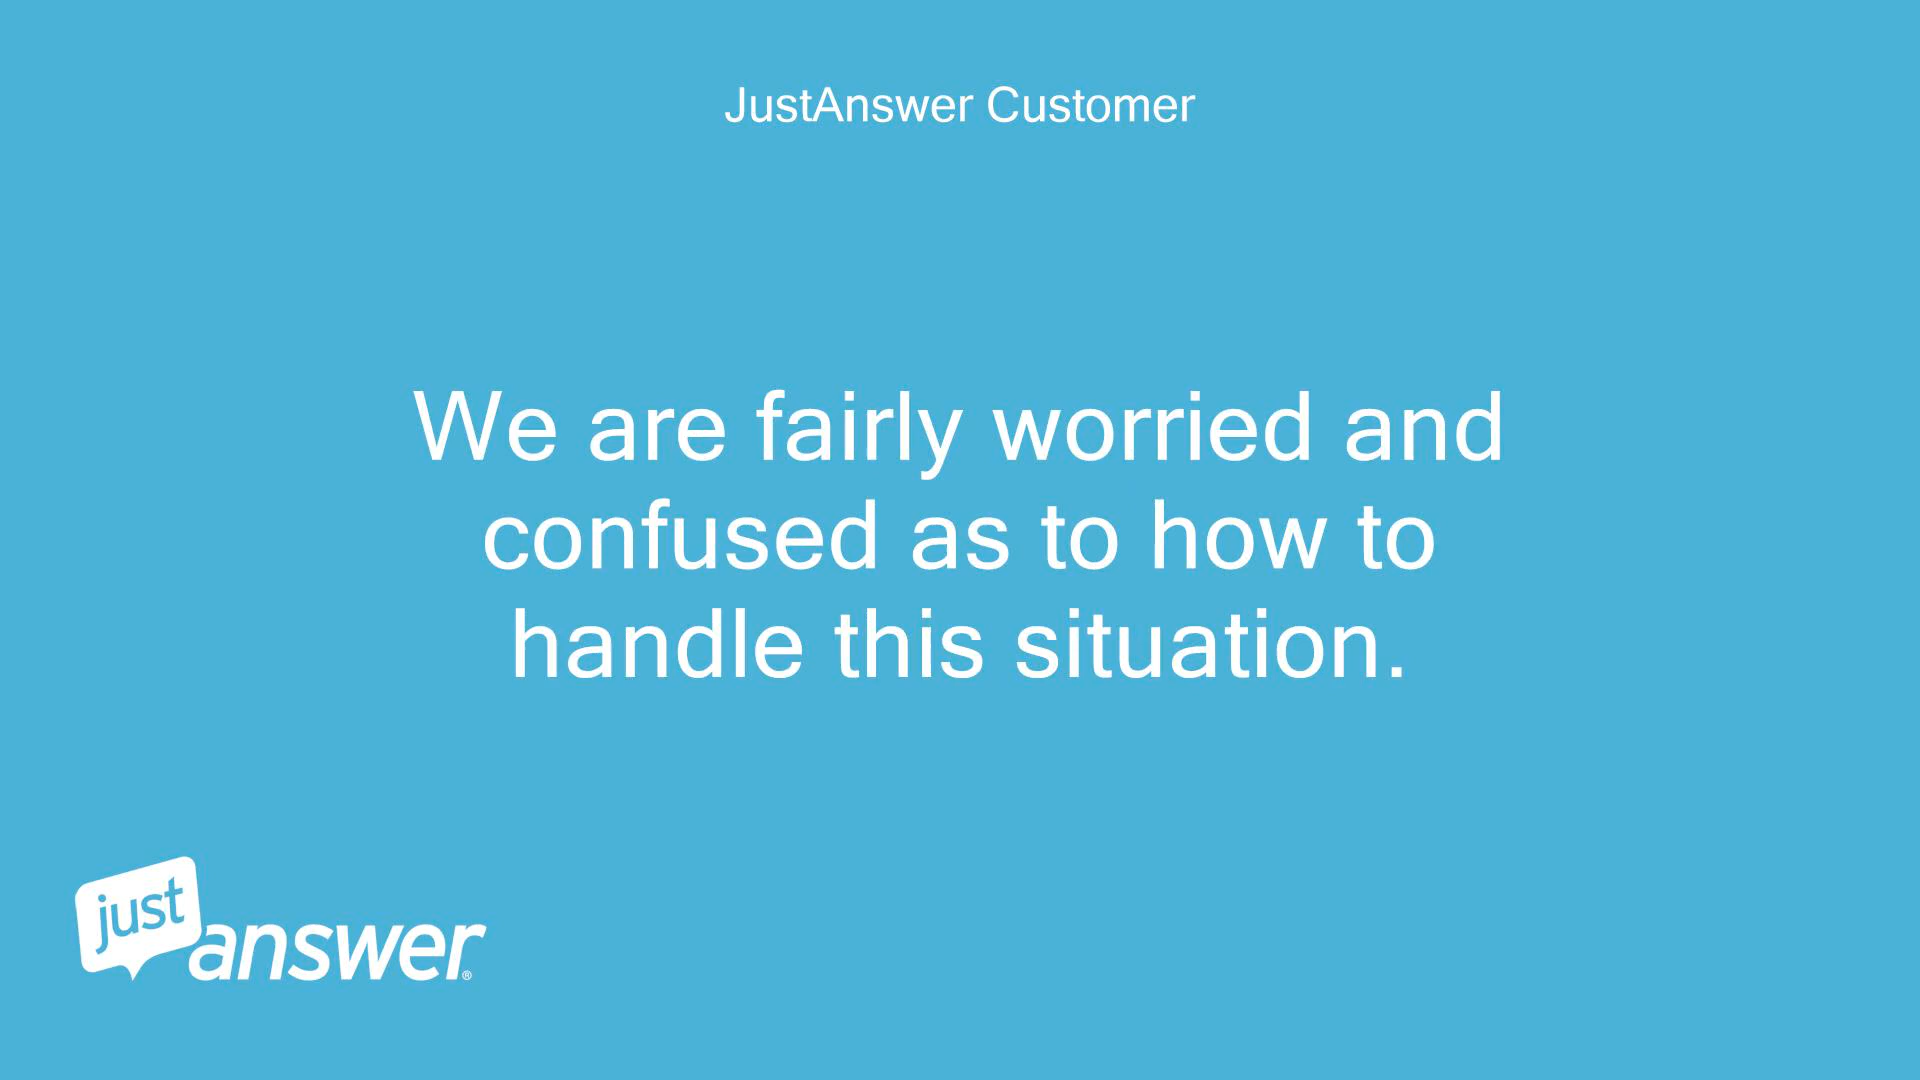 JustAnswer Customer
We are fairly worried and
confused as to how to
handle this situation.
just
answer®